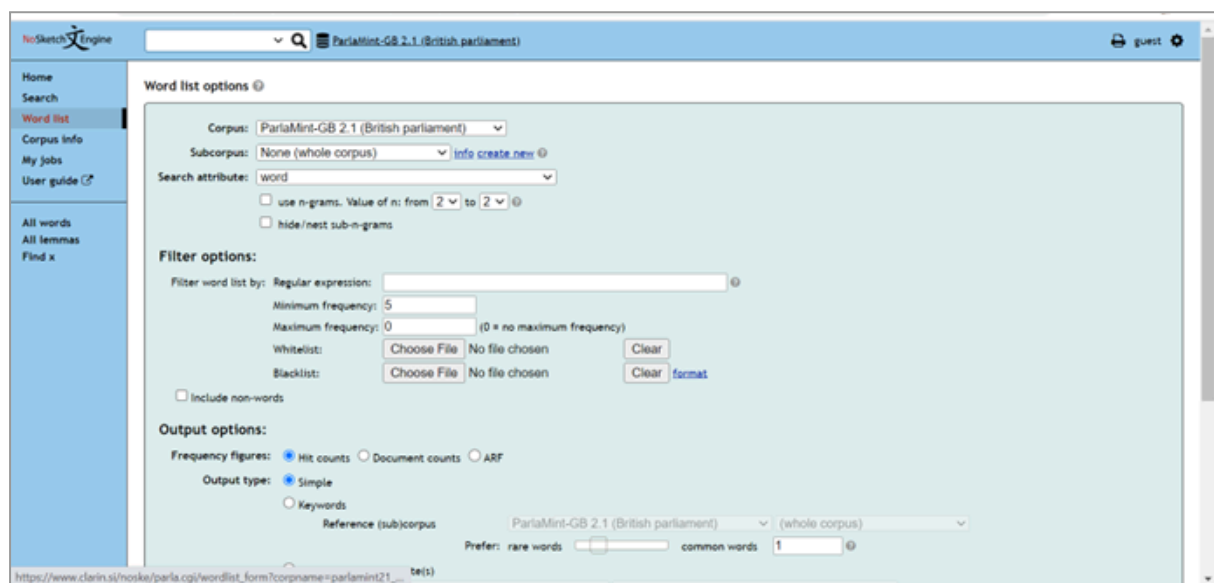 NoSketch Engine
ParlaMint-GB 2.1 (British parliament)
guest
Home
Search
Word list
Corpus info
My jobs
User guide
All words
All lemmas
Find x
Word list options
Corpus: ParlaMint-GB 2.1 (British parliament)
Subcorpus: None (whole corpus) info create new
Search attribute: word
use n-grams. Value of n: from 2 to 2
hide/nest sub-n-grams
Filter options:
Filter word list by: Regular expression:
Minimum frequency: 5
Maximum frequency: 0 (0 = no maximum frequency)
Whitelist: Choose File No file chosen Clear
Blacklist: Choose File No file chosen Clear format
Include non-words
Output options:
Frequency figures: Hit counts Document counts ARF
Output type: Simple
Keywords
Reference (sub)corpus ParlaMint-GB 2.1 (British parliament) (whole corpus)
Prefer: rare words common words 1
https://www.clarin.si/noske/parla.cgi/wordlist_form?corpname=parlamint21_... te(s)